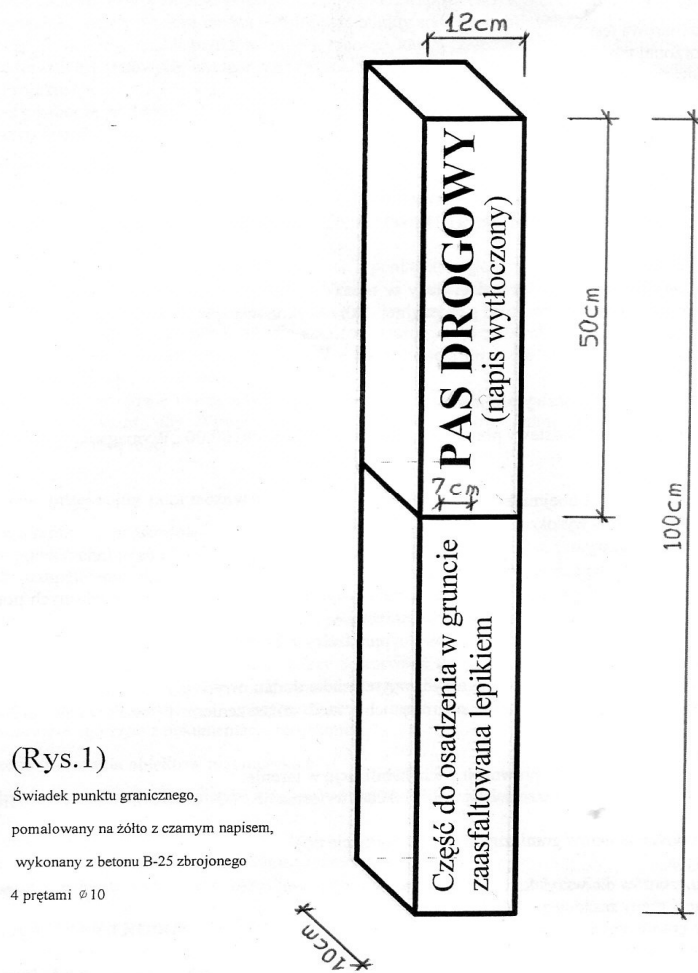 12cm
PAS DROGOWY
(napis wytłoczony)
50cm
7cm
100cm
Część do osadzenia w gruncie
zaasfaltowana lepikiem
(Rys.1)
Świadek punktu granicznego,
pomalowany na żółto z czarnym napisem,
wykonany z betonu B-25 zbrojonego
4 prętami ⌀10
10cm